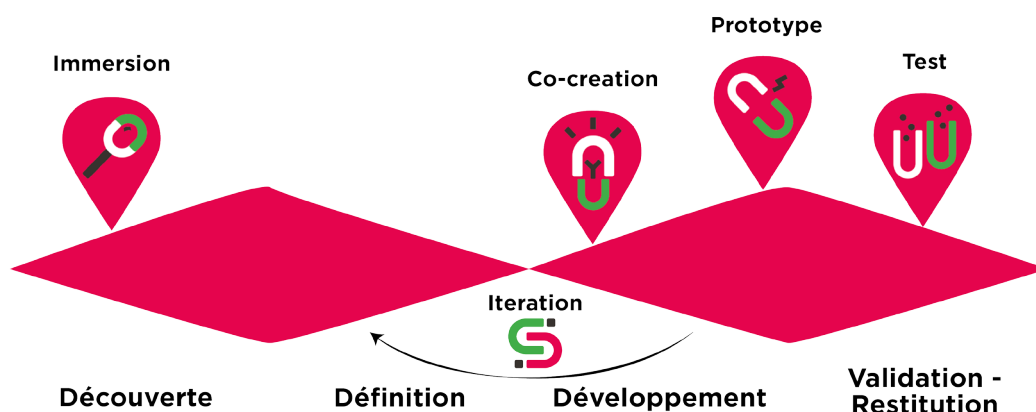 Immersion
Co-creation
Prototype
Test
Iteration
Découverte
Définition
Développement
Validation -
Restitution